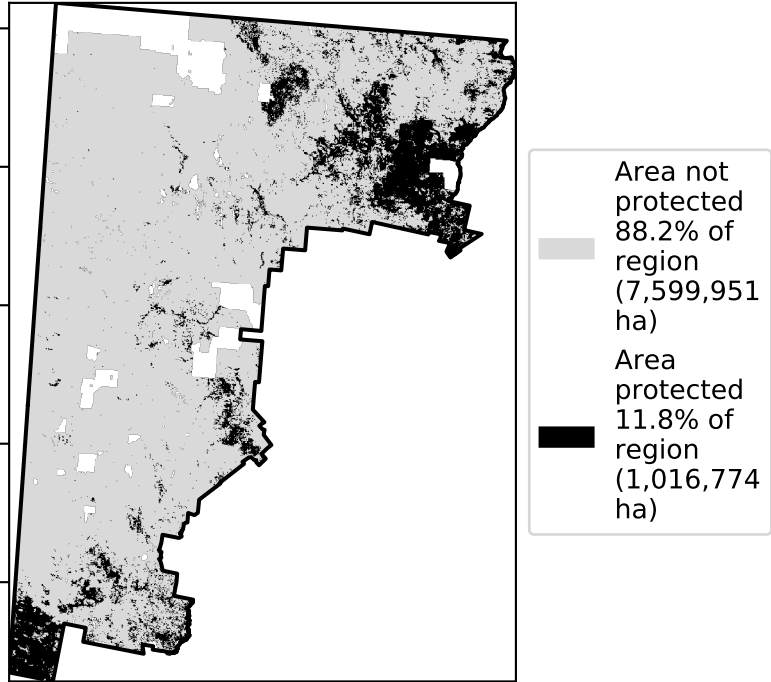 Area not
protected
88.2% of
region
(7,599,951
ha)
Area
protected
11.8% of
region
(1,016,774
ha)